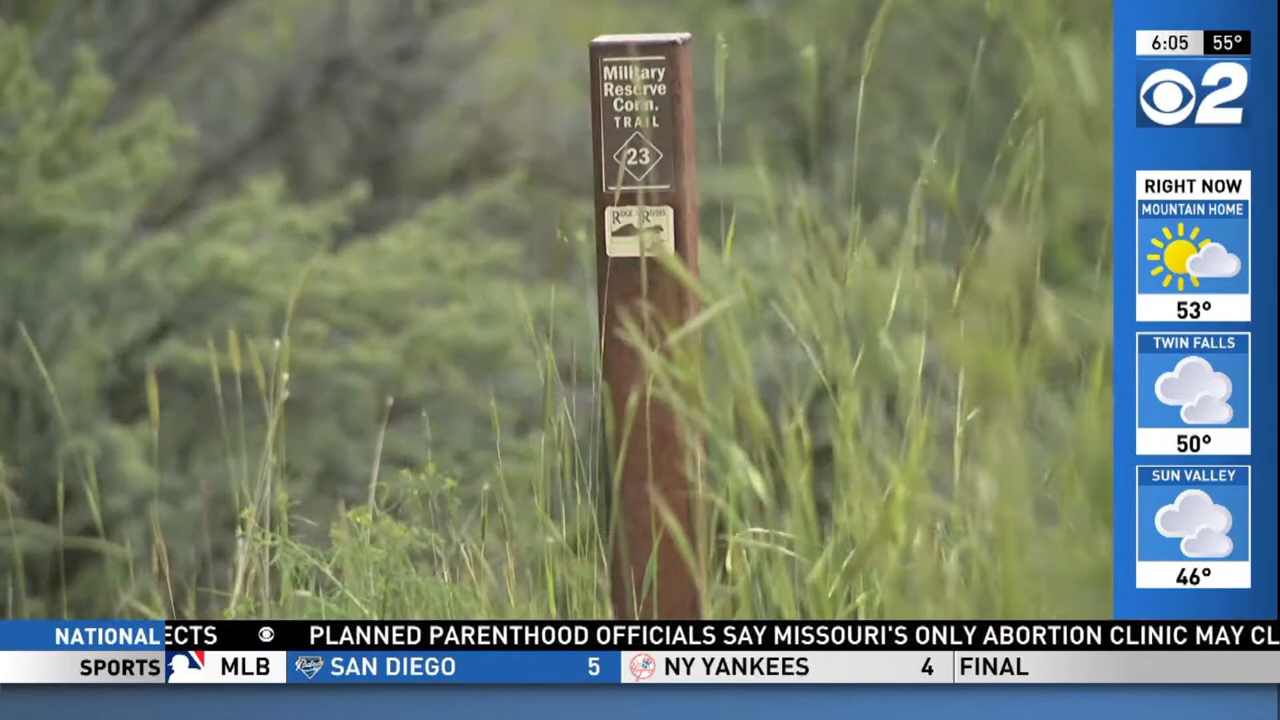 Military
Reserve
Conn.
TRAIL
23
RIDGE TO RIVERS
6:05 55°
2
RIGHT NOW
MOUNTAIN HOME
53°
TWIN FALLS
50°
SUN VALLEY
46°
NATIONAL ECTS PLANNED PARENTHOOD OFFICIALS SAY MISSOURI'S ONLY ABORTION CLINIC MAY CL
SPORTS MLB Padres SAN DIEGO 5 NY YANKEES 4 FINAL